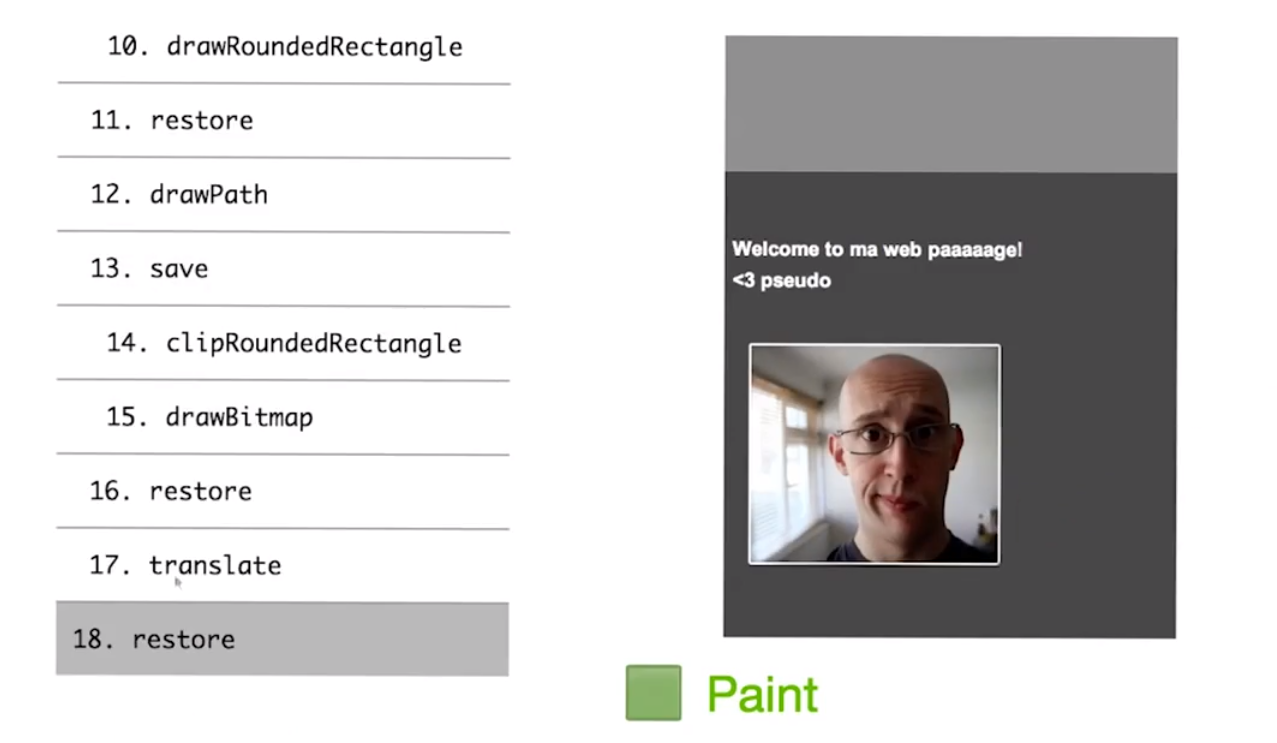 10. drawRoundedRectangle
11. restore
12. drawPath
13. save
14. clipRoundedRectangle
15. drawBitmap
16. restore
17. translate
18. restore
Welcome to ma web paaaaage!
<3 pseudo
Paint